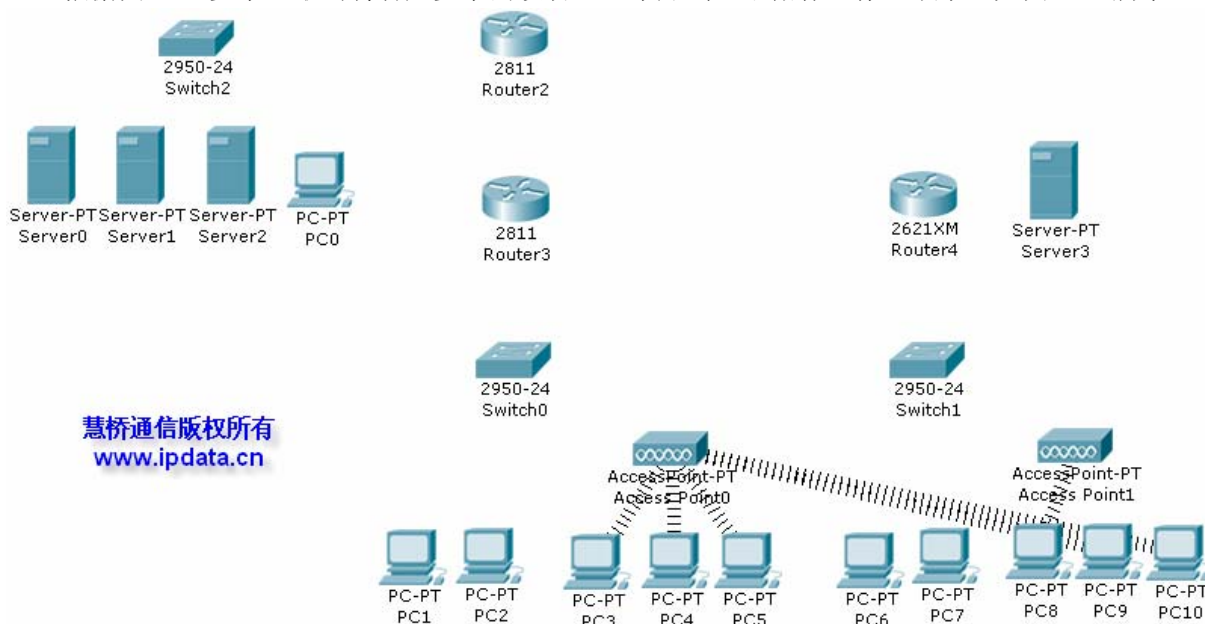 2950-24
Switch2
2811
Router2
Server-PT
Server0
Server-PT
Server1
Server-PT
Server2
PC-PT
PC0
2811
Router3
2621XM
Router4
Server-PT
Server3
2950-24
Switch0
2950-24
Switch1
慧桥通信版权所有
www.ipdata.cn
AccessPoint-PT
Access Point0
AccessPoint-PT
Access Point1
PC-PT
PC1
PC-PT
PC2
PC-PT
PC3
PC-PT
PC4
PC-PT
PC5
PC-PT
PC6
PC-PT
PC7
PC-PT
PC8
PC-PT
PC9
PC-PT
PC10